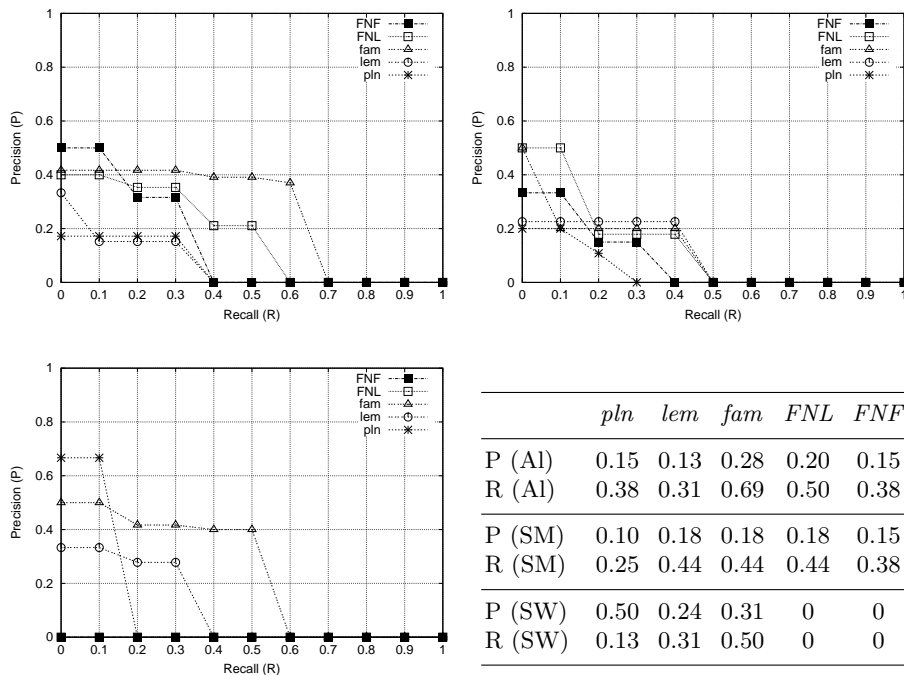 FNF
FNL
fam
lem
pln
1
0.8
0.6
0.4
0.2
0
Precision (P)
0 0.1 0.2 0.3 0.4 0.5 0.6 0.7 0.8 0.9 1
Recall (R)
FNF
FNL
fam
lem
pln
1
0.8
0.6
0.4
0.2
0
Precision (P)
0 0.1 0.2 0.3 0.4 0.5 0.6 0.7 0.8 0.9 1
Recall (R)
FNF
FNL
fam
lem
pln
1
0.8
0.6
0.4
0.2
0
Precision (P)
0 0.1 0.2 0.3 0.4 0.5 0.6 0.7 0.8 0.9 1
Recall (R)
pln lem fam FNL FNF
P (Al) 0.15 0.13 0.28 0.20 0.15
R (Al) 0.38 0.31 0.69 0.50 0.38
P (SM) 0.10 0.18 0.18 0.18 0.15
R (SM) 0.25 0.44 0.44 0.44 0.38
P (SW) 0.50 0.24 0.31 0 0
R (SW) 0.13 0.31 0.50 0 0